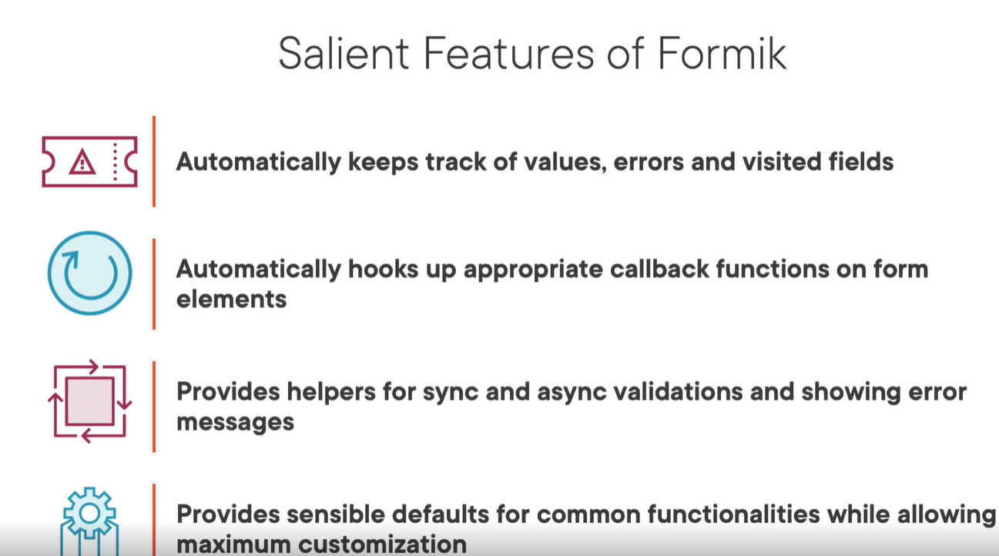 Salient Features of Formik
Automatically keeps track of values, errors and visited fields
Automatically hooks up appropriate callback functions on form
elements
Provides helpers for sync and async validations and showing error
messages
Provides sensible defaults for common functionalities while allowing
maximum customization